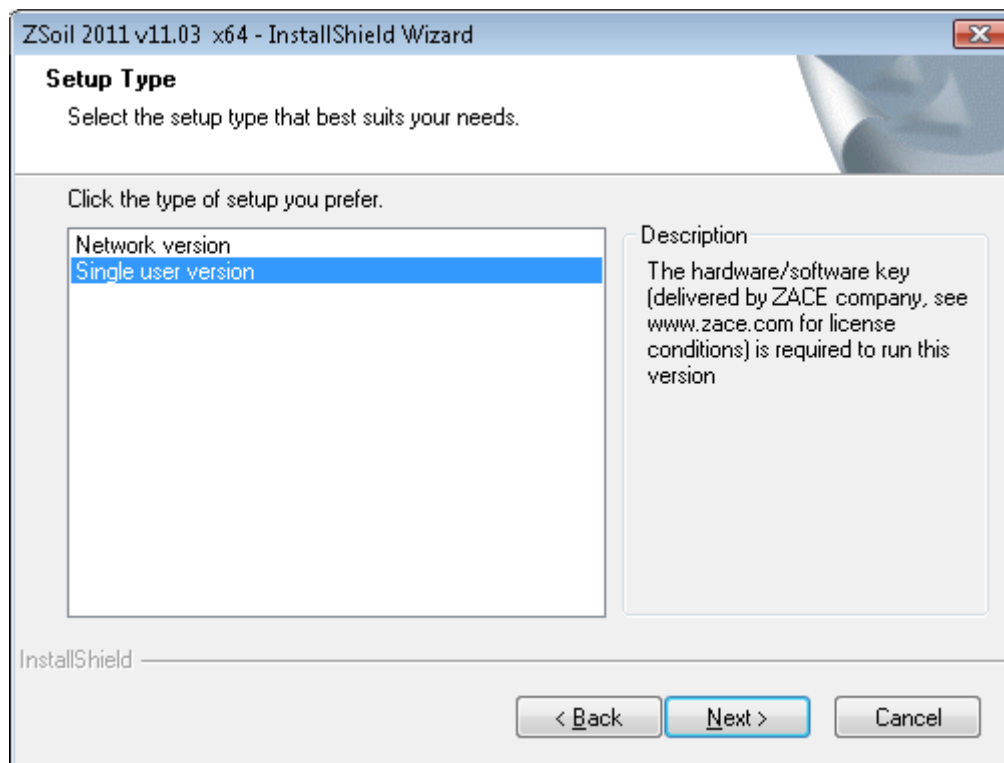 ZSoil 2011 v11.03 x64 - InstallShield Wizard
Setup Type
Select the setup type that best suits your needs.
Click the type of setup you prefer.
Network version
Single user version
Description
The hardware/software key
(delivered by ZACE company, see
www.zace.com for license
conditions) is required to run this
version
InstallShield
< Back
Next >
Cancel